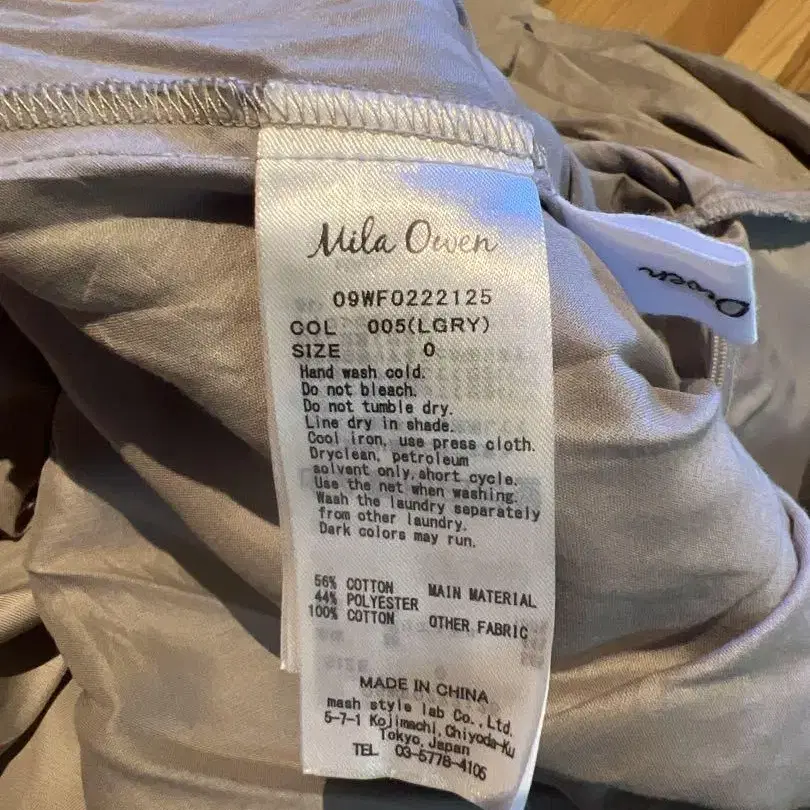 Mila Owen
09WF0222125
COL 005(LGRY)
SIZE 0
Hand wash cold.
Do not bleach.
Do not tumble dry.
Line dry in shade.
Cool iron, use press cloth.
Dryclean, petroleum
solvent only, short cycle.
Use the net when washing.
Wash the laundry separately
from other laundry.
Dark colors may run.
56% COTTON MAIN MATERIAL
44% POLYESTER
100% COTTON OTHER FABRIC
MADE IN CHINA
mash style lab Co., Ltd.
5-7-1 Kojimachi, Chiyoda-Ku
Tokyo, Japan
TEL 03-5778-4106
Owen